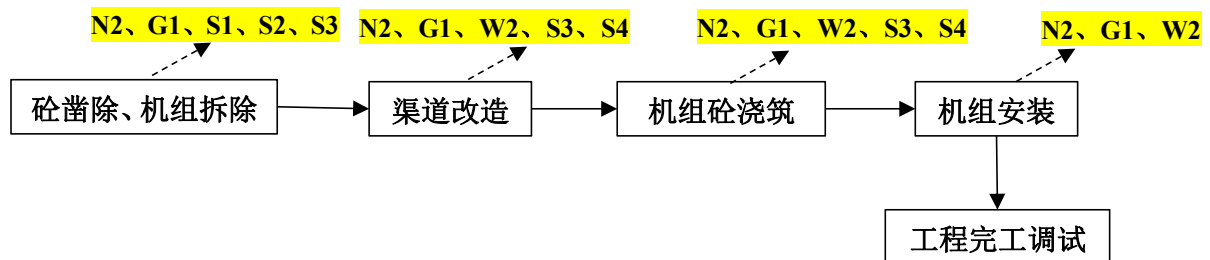 N2、G1、S1、S2、S3
N2、G1、W2、S3、S4
N2、G1、W2、S3、S4
N2、G1、W2
砼凿除、机组拆除
渠道改造
机组砼浇筑
机组安装
工程完工调试